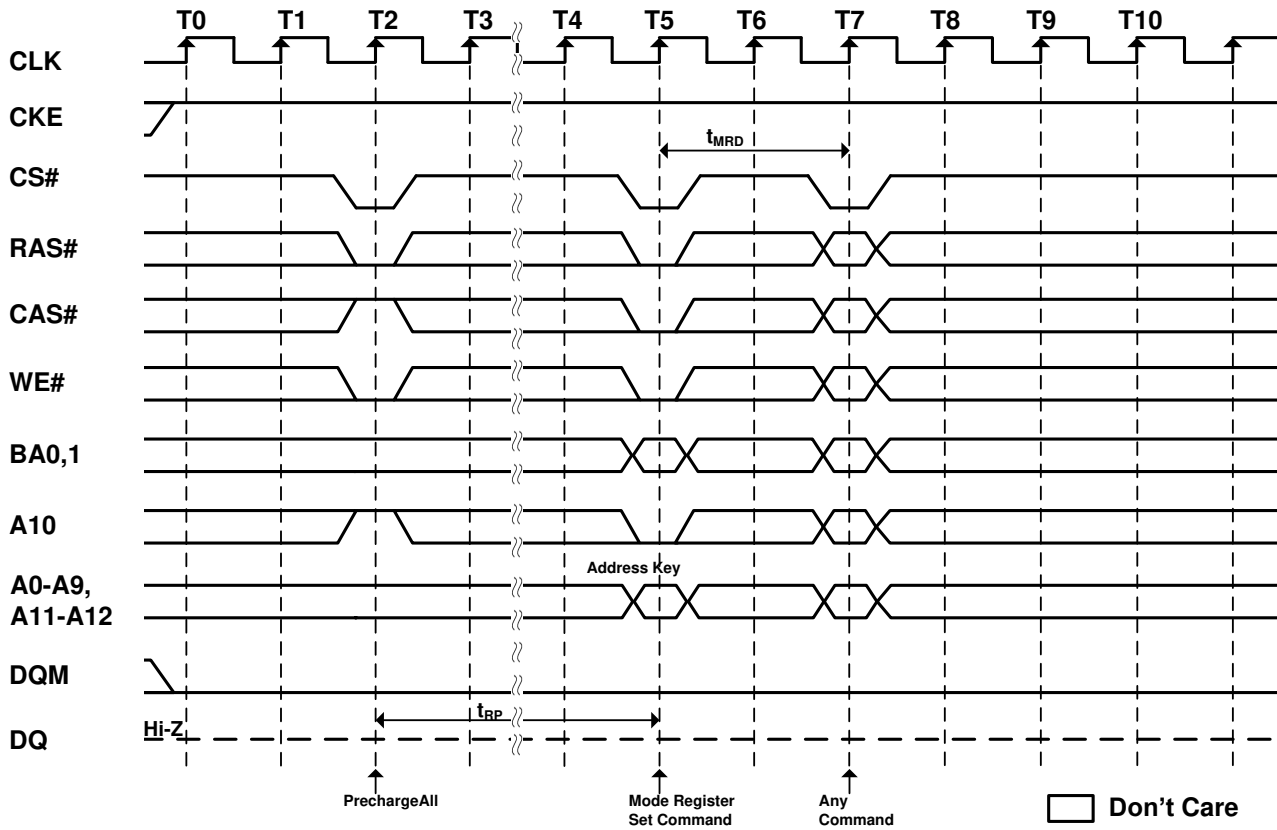 T0 T1 T2 T3 T4 T5 T6 T7 T8 T9 T10
CLK
CKE
tMRD
CS#
RAS#
CAS#
WE#
BA0,1
A10
Address Key
A0-A9,
A11-A12
DQM
tRP
Hi-Z
DQ
PrechargeAll
Mode Register
Set Command
Any
Command
Don't Care